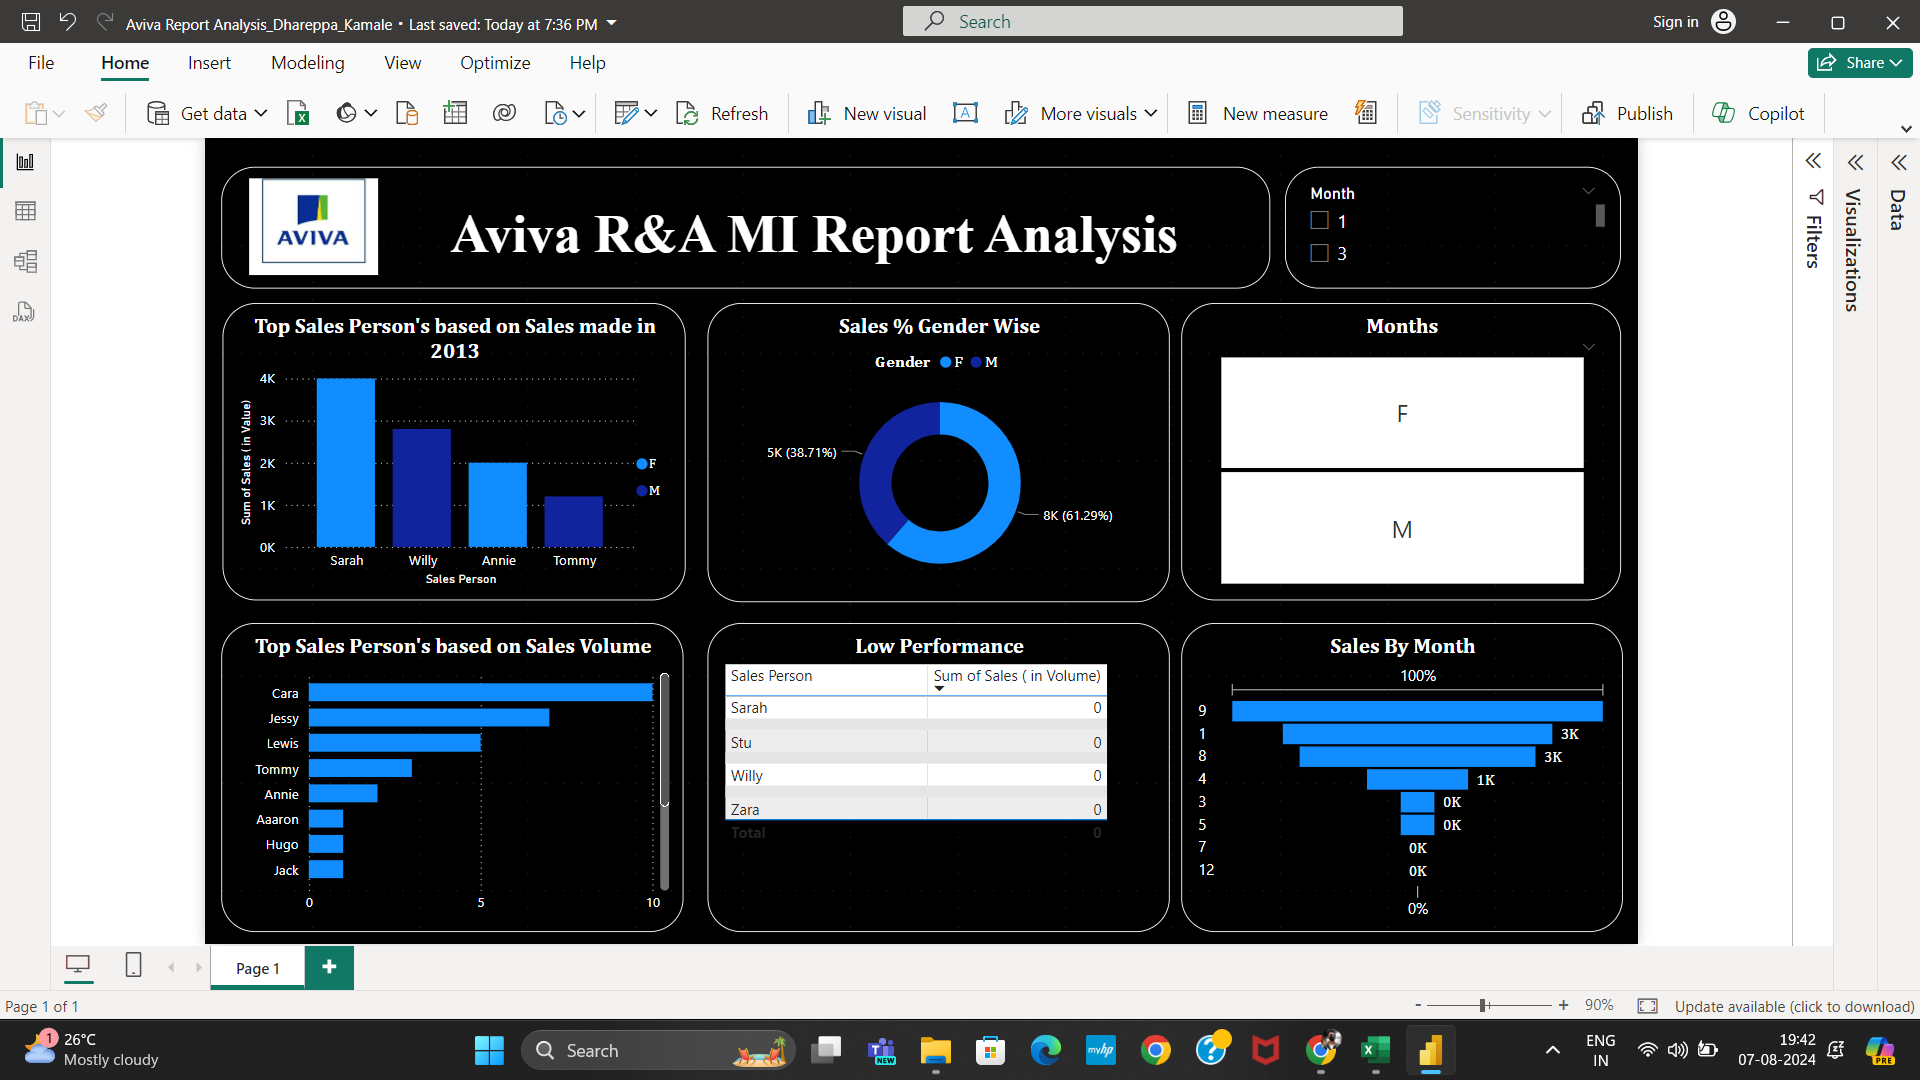 Aviva Report Analysis_Dhareppa_Kamale • Last saved: Today at 7:36 PM
Search
Sign in
File Home Insert Modeling View Optimize Help
Share
Get data
Refresh
New visual
More visuals
New measure
Sensitivity
Publish
Copilot
AVIVA
Aviva R&A MI Report Analysis
Month
1
3
Filters
Visualizations
Data
DAX
Top Sales Person's based on Sales made in
2013
4K
3K
2K
1K
0K
Sum of Sales ( in Value)
Sarah Willy Annie Tommy
Sales Person
F
M
Sales % Gender Wise
Gender F M
5K (38.71%)
8K (61.29%)
Months
F
M
Top Sales Person's based on Sales Volume
Cara
Jessy
Lewis
Tommy
Annie
Aaaron
Hugo
Jack
0 5 10
Low Performance
Sales Person Sum of Sales ( in Volume)
Sarah 0
Stu 0
Willy 0
Zara 0
Total 0
Sales By Month
100%
9
1 3K
8 3K
4 1K
3 0K
5 0K
7 0K
12 0K
0%
Page 1
Page 1 of 1
- + 90%
Update available (click to download)
1
26°C
Mostly cloudy
Search
NEW
myhp
ENG
IN
19:42
07-08-2024
PRE